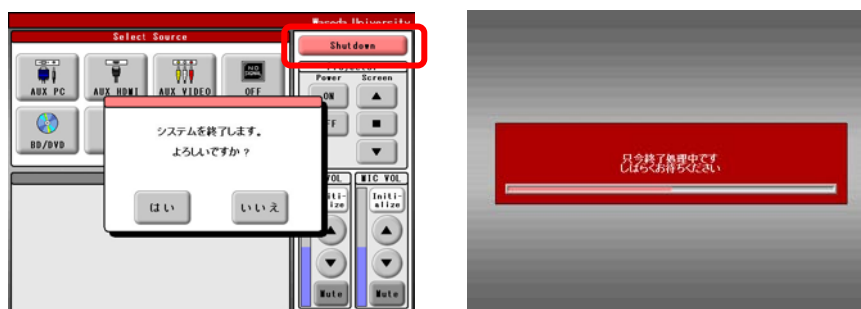 Waseda University
Select Source
Shutdown
Projector
Power Screen
AUX PC
AUX HDMI
AUX VIDEO
NO SIGNAL
OFF
ON
BD/DVD
システムを終了します。
よろしいですか？
はい
いいえ
VOL
MIC VOL
Initi-
alize
Mute
Mute
只今終了処理中です
しばらくお待ちください